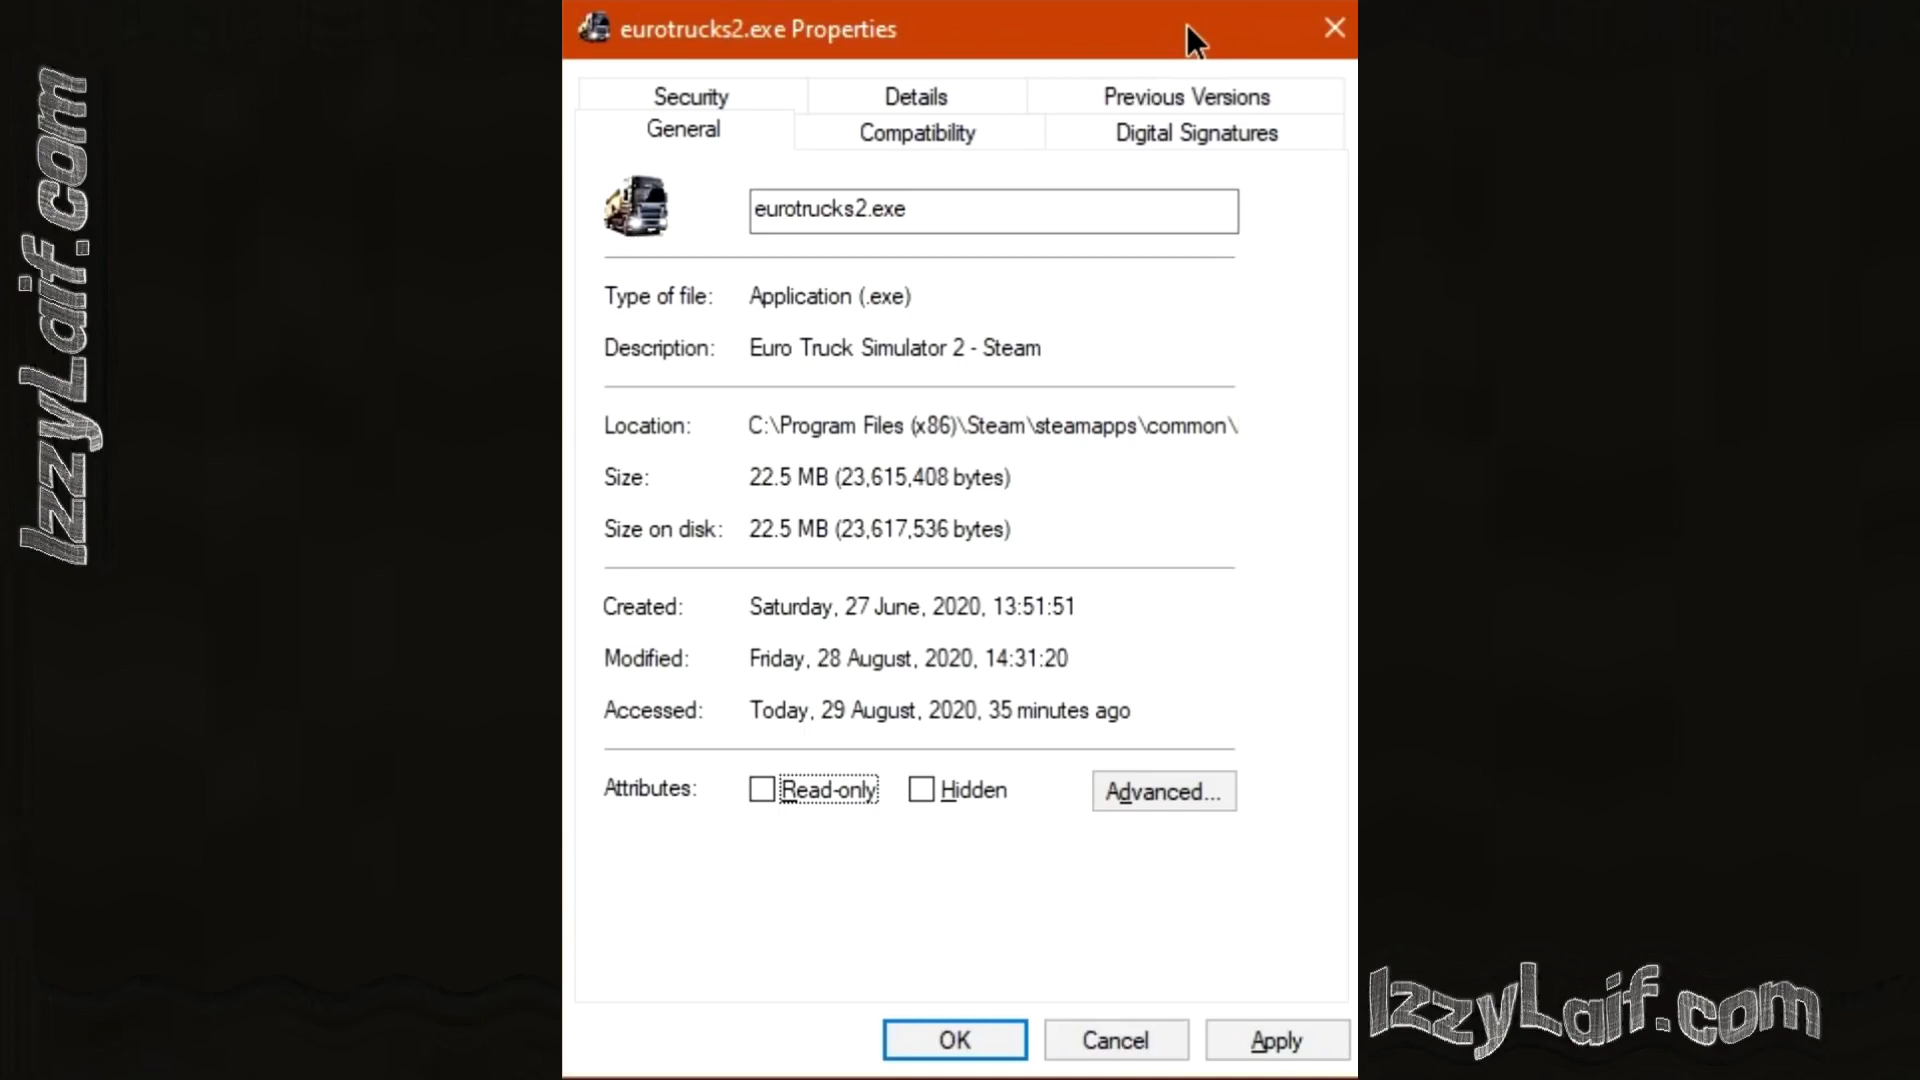 eurotrucks2.exe Properties
Security Details Previous Versions
General Compatibility Digital Signatures
eurotrucks2.exe
Type of file: Application (.exe)
Description: Euro Truck Simulator 2 - Steam
Location: C:\Program Files (x86)\Steam\steamapps\common\
Size: 22.5 MB (23,615,408 bytes)
Size on disk: 22.5 MB (23,617,536 bytes)
Created: Saturday, 27 June, 2020, 13:51:51
Modified: Friday, 28 August, 2020, 14:31:20
Accessed: Today, 29 August, 2020, 35 minutes ago
Attributes: Read-only Hidden Advanced...
OK Cancel Apply
IzzyLaif.com
IzzyLaif.com